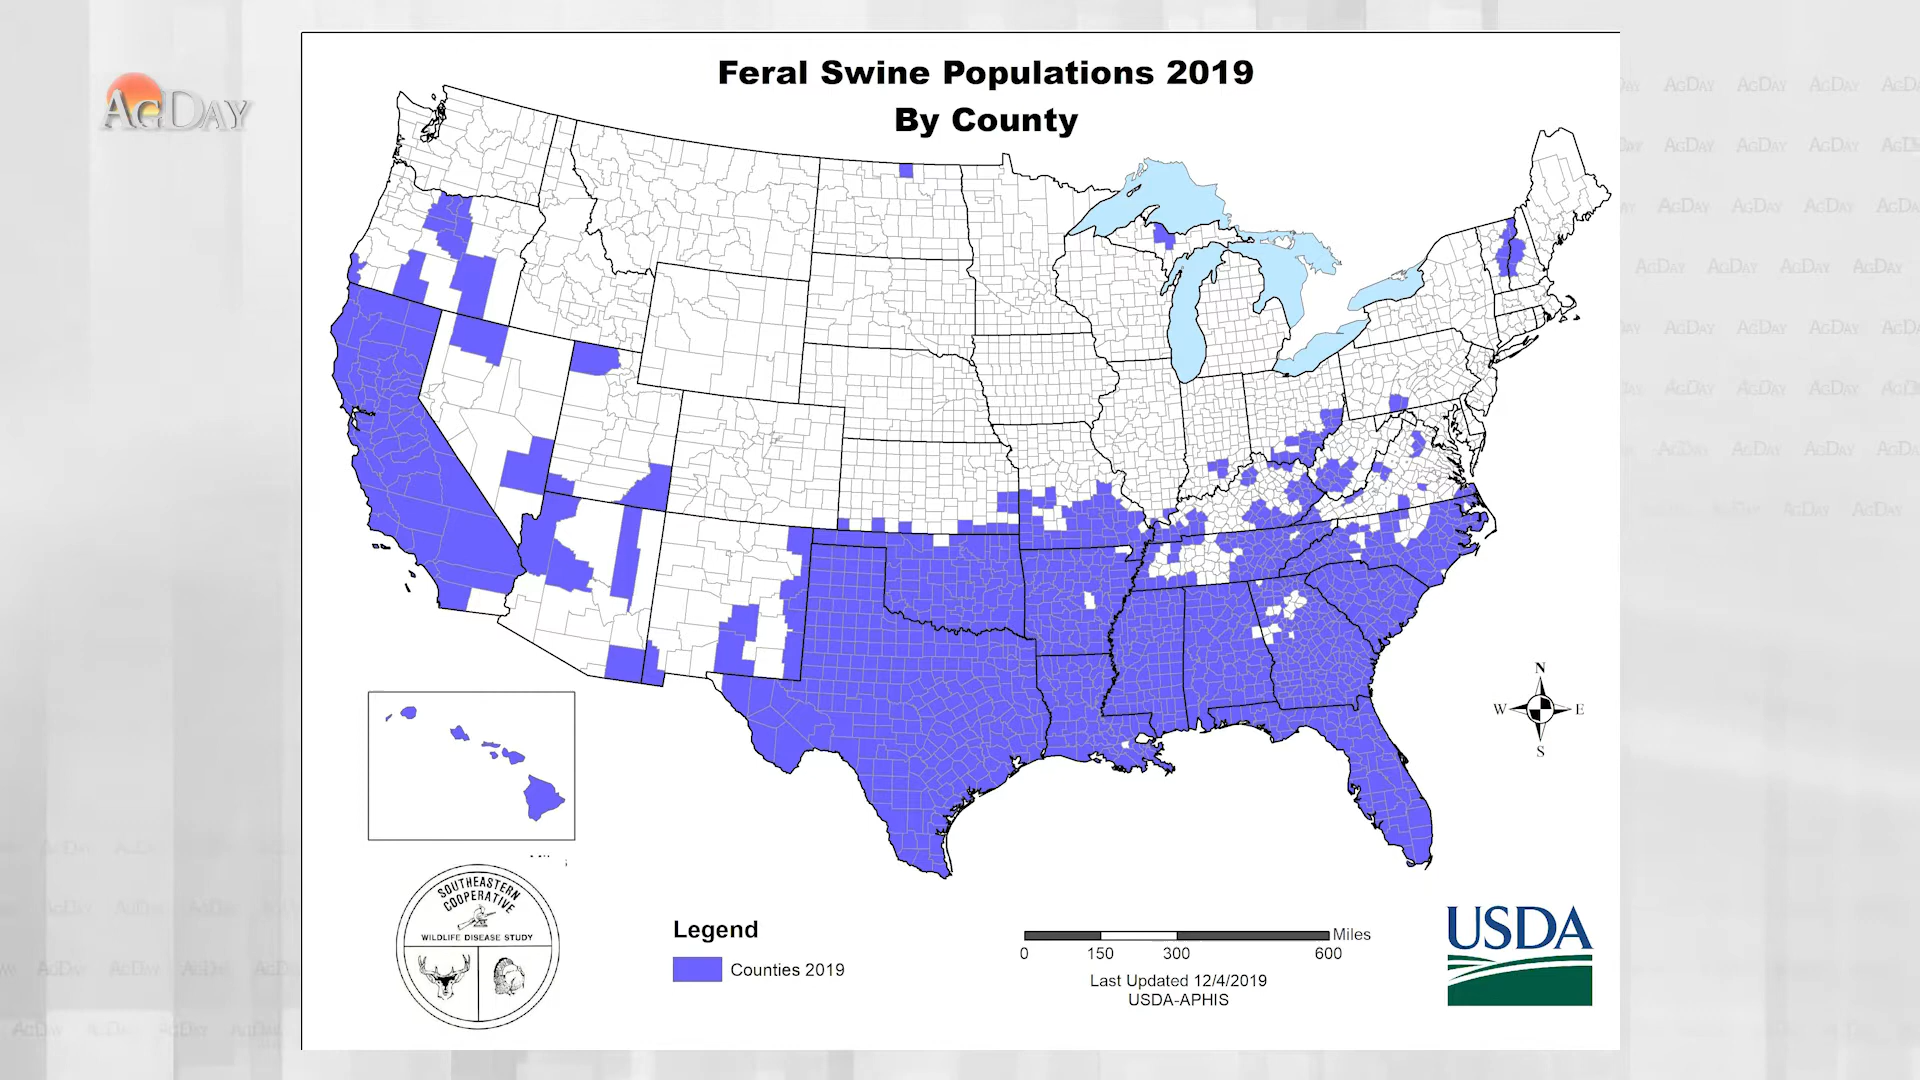 Feral Swine Populations 2019
By County
AGDAY
N
W
E
S
SOUTHEASTERN
COOPERATIVE
WILDLIFE DISEASE STUDY
Legend
Counties 2019
Miles
0 150 300 600
Last Updated 12/4/2019
USDA-APHIS
USDA